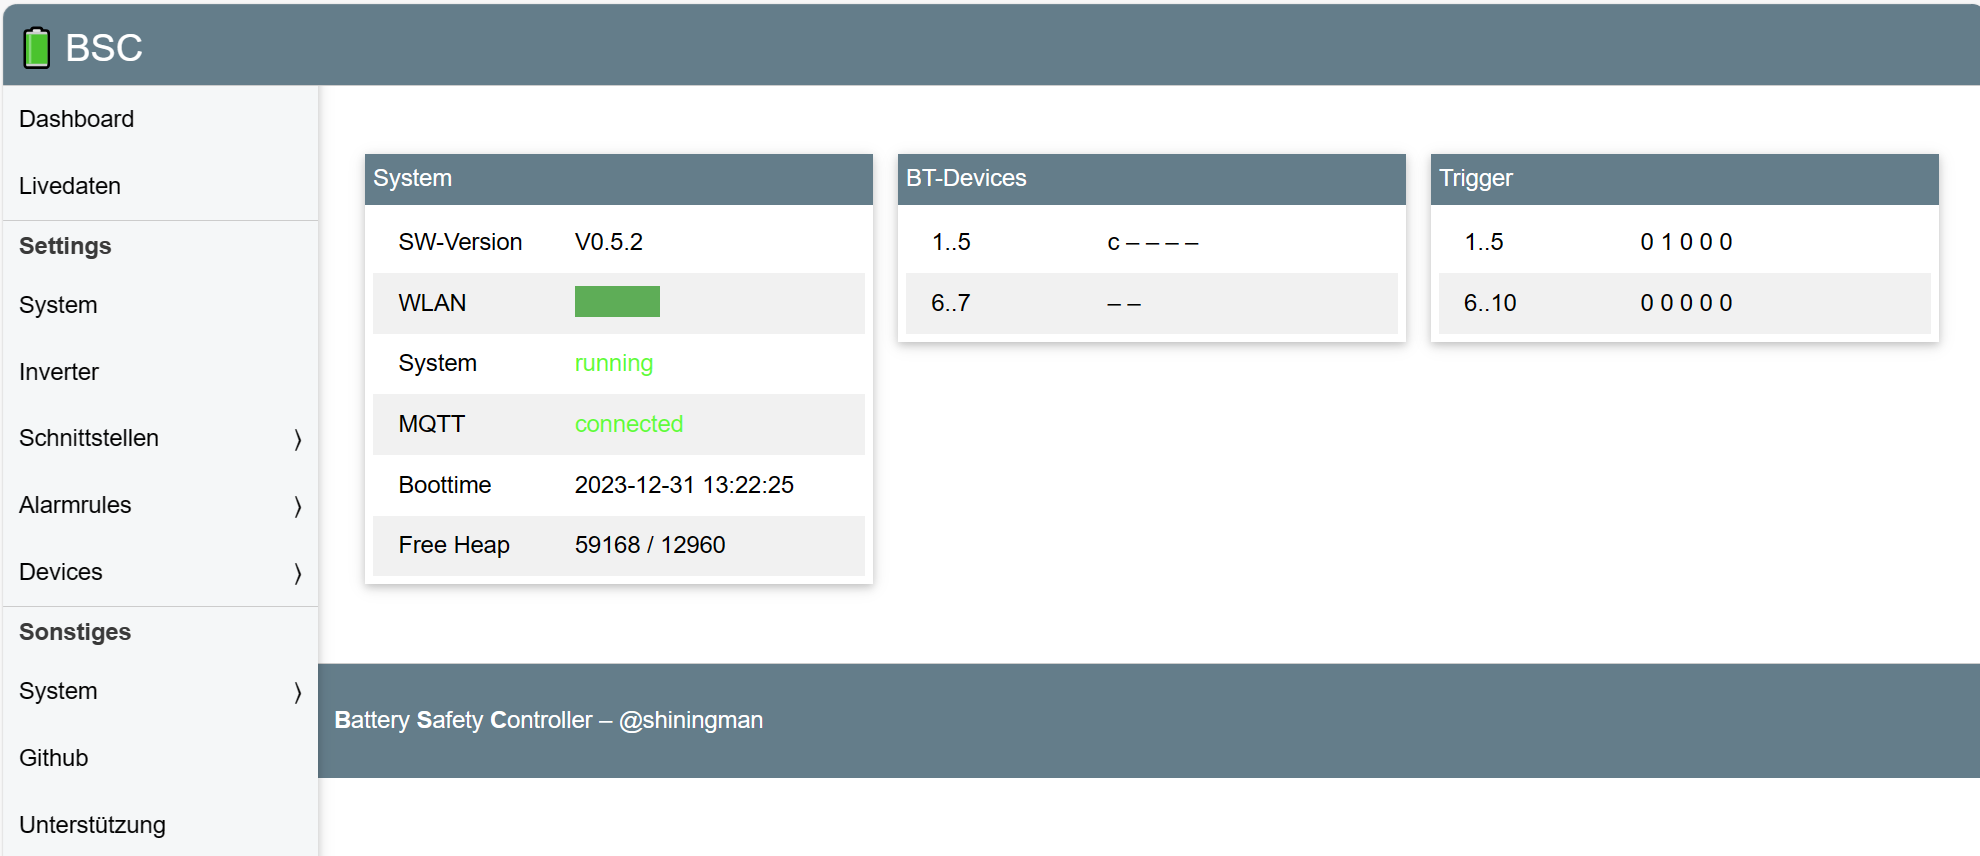 BSC
Dashboard
Livedaten
Settings
System
Inverter
Schnittstellen ⟩
Alarmrules ⟩
Devices ⟩
Sonstiges
System ⟩
Github
Unterstützung
System
SW-Version V0.5.2
WLAN
System running
MQTT connected
Boottime 2023-12-31 13:22:25
Free Heap 59168 / 12960
BT-Devices
1..5 c – – – –
6..7 – –
Trigger
1..5 0 1 0 0 0
6..10 0 0 0 0 0
Battery Safety Controller – @shiningman